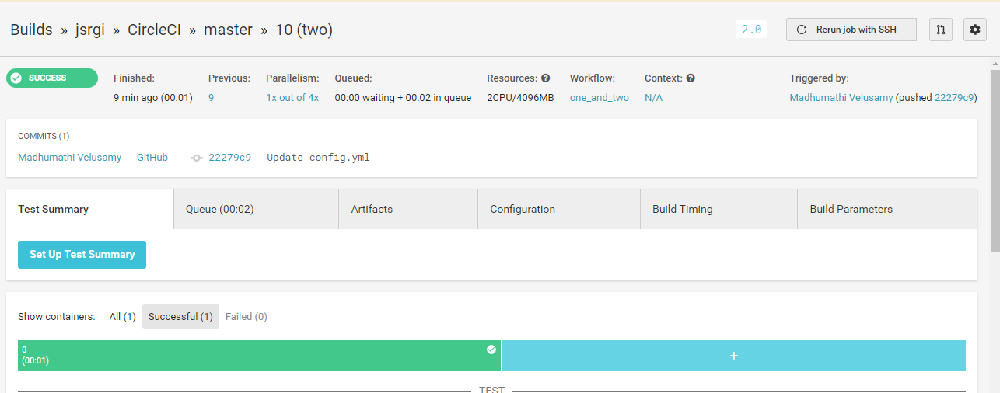 Builds » jsrgi » CircleCI » master » 10 (two)
2.0
Rerun job with SSH
SUCCESS
Finished: Previous: Parallelism: Queued: Resources: Workflow: Context: Triggered by:
9 min ago (00:01) 9 1x out of 4x 00:00 waiting + 00:02 in queue 2CPU/4096MB one_and_two N/A Madhumathi Velusamy (pushed 22279c9)
COMMITS (1)
Madhumathi Velusamy GitHub 22279c9 Update config.yml
Test Summary Queue (00:02) Artifacts Configuration Build Timing Build Parameters
Set Up Test Summary
Show containers: All (1) Successful (1) Failed (0)
0
(00:01)
+
TEST